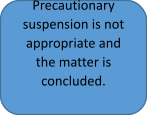 Precautionary
suspension is not
appropriate and
the matter is
concluded.